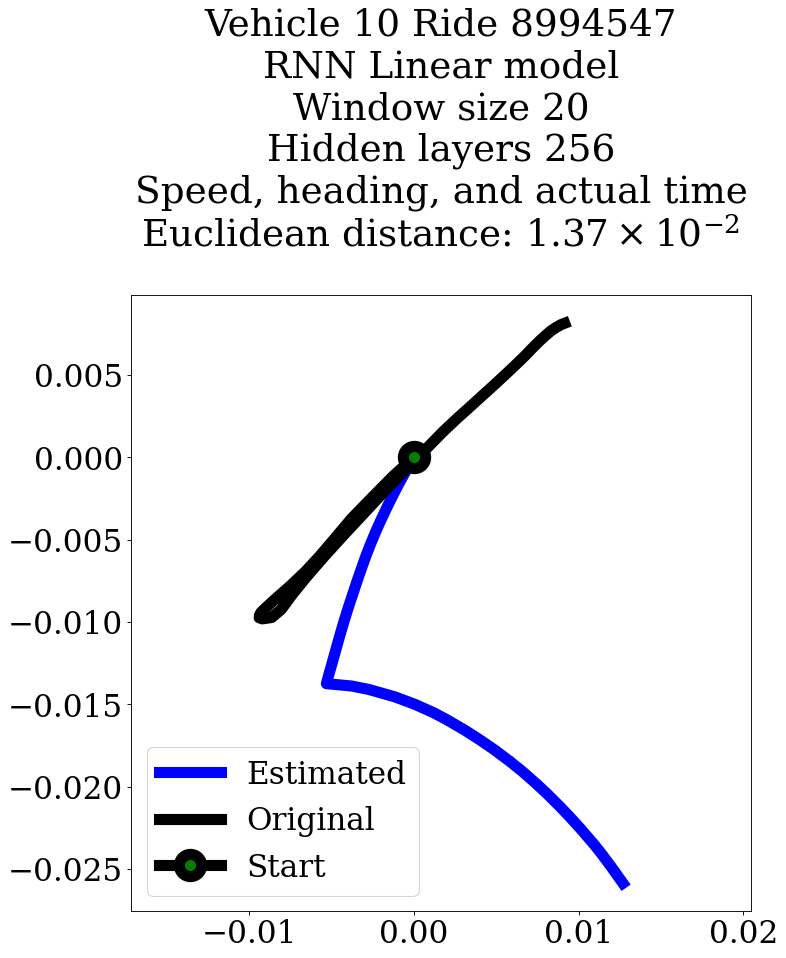 Vehicle 10 Ride 8994547
RNN Linear model
Window size 20
Hidden layers 256
Speed, heading, and actual time
Euclidean distance: 1.37 × 10⁻²
0.005
0.000
−0.005
−0.010
−0.015
−0.020
−0.025
Estimated
Original
Start
−0.01 0.00 0.01 0.02